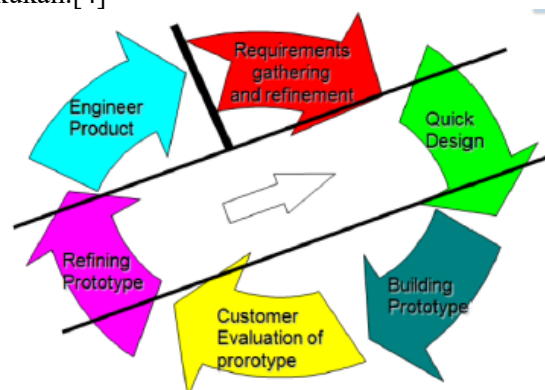 Requirements
gathering
and refinement
Quick
Design
Building
Prototype
Customer
Evaluation of
prorotype
Refining
Prototype
Engineer
Product